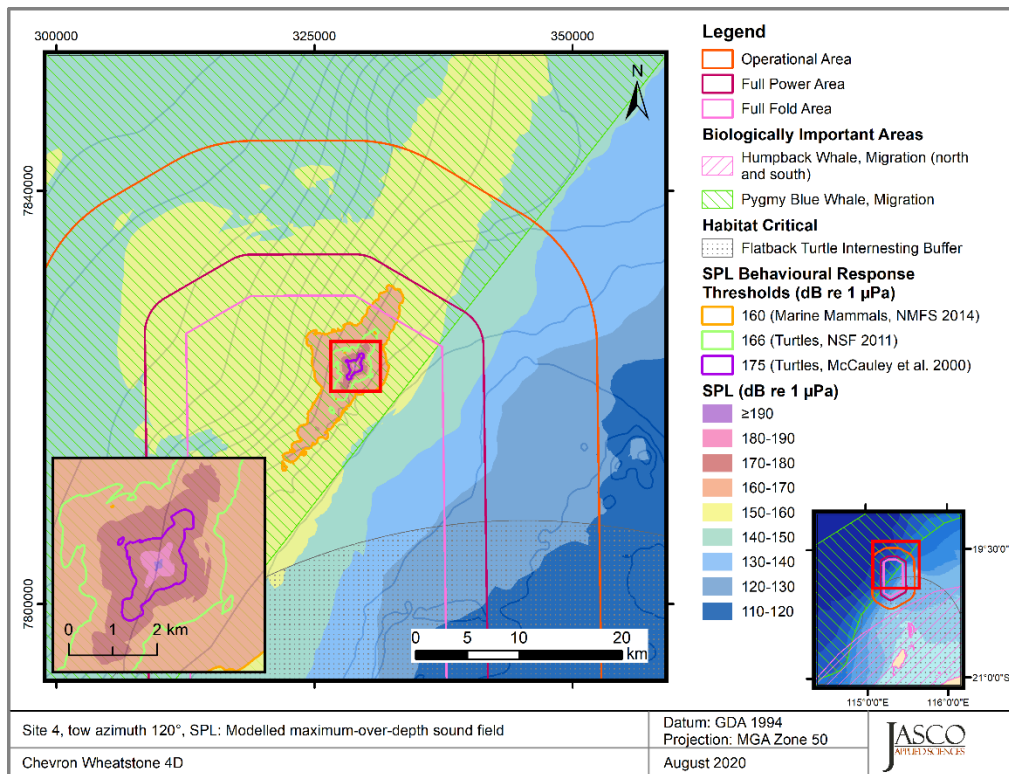 300000
325000
350000
7840000
7800000
N
0
1
2 km
0
5
10
20
km
Legend
Operational Area
Full Power Area
Full Fold Area
Biologically Important Areas
Humpback Whale, Migration (north
and south)
Pygmy Blue Whale, Migration
Habitat Critical
Flatback Turtle Internesting Buffer
SPL Behavioural Response
Thresholds (dB re 1 µPa)
160 (Marine Mammals, NMFS 2014)
166 (Turtles, NSF 2011)
175 (Turtles, McCauley et al. 2000)
SPL (dB re 1 µPa)
≥190
180-190
170-180
160-170
150-160
140-150
130-140
120-130
110-120
19°30'0"S
21°0'0"S
115°0'0"E
116°0'0"E
Site 4, tow azimuth 120°, SPL: Modelled maximum-over-depth sound field
Chevron Wheatstone 4D
Datum: GDA 1994
Projection: MGA Zone 50
August 2020
JASCO
APPLIED SCIENCES